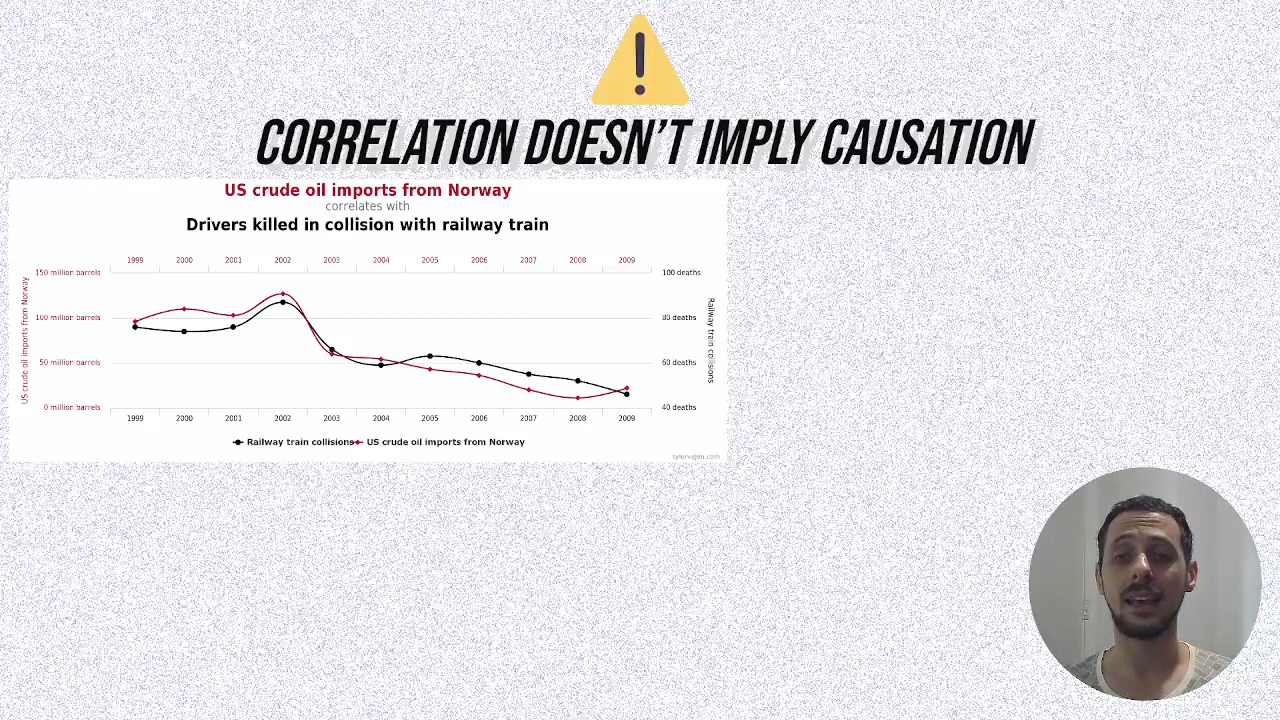 !
CORRELATION DOESN'T IMPLY CAUSATION
US crude oil imports from Norway
correlates with
Drivers killed in collision with railway train
1999 2000 2001 2002 2003 2004 2005 2006 2007 2008 2009
150 million barrels 100 deaths
100 million barrels 80 deaths
50 million barrels 60 deaths
0 million barrels 40 deaths
US crude oil imports from Norway
Railway train collisions
1999 2000 2001 2002 2003 2004 2005 2006 2007 2008 2009
Railway train collisions US crude oil imports from Norway
tylervigen.com